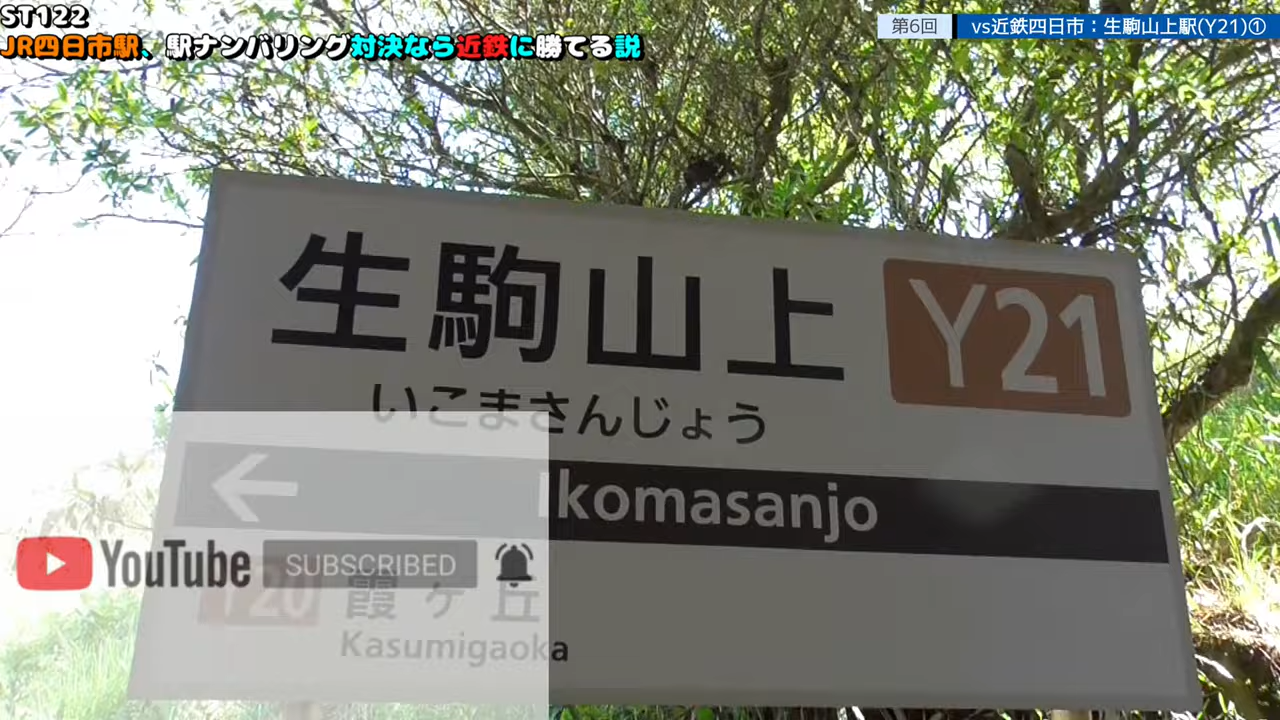 ST122
JR四日市駅、駅ナンバリング対決なら近鉄に勝てる説
第6回 vs近鉄四日市：生駒山上駅(Y21)①
生駒山上 Y21
いこまさんじょう
← Ikomasanjo
YouTube SUBSCRIBED
Y20 霞ヶ丘
Kasumigaoka